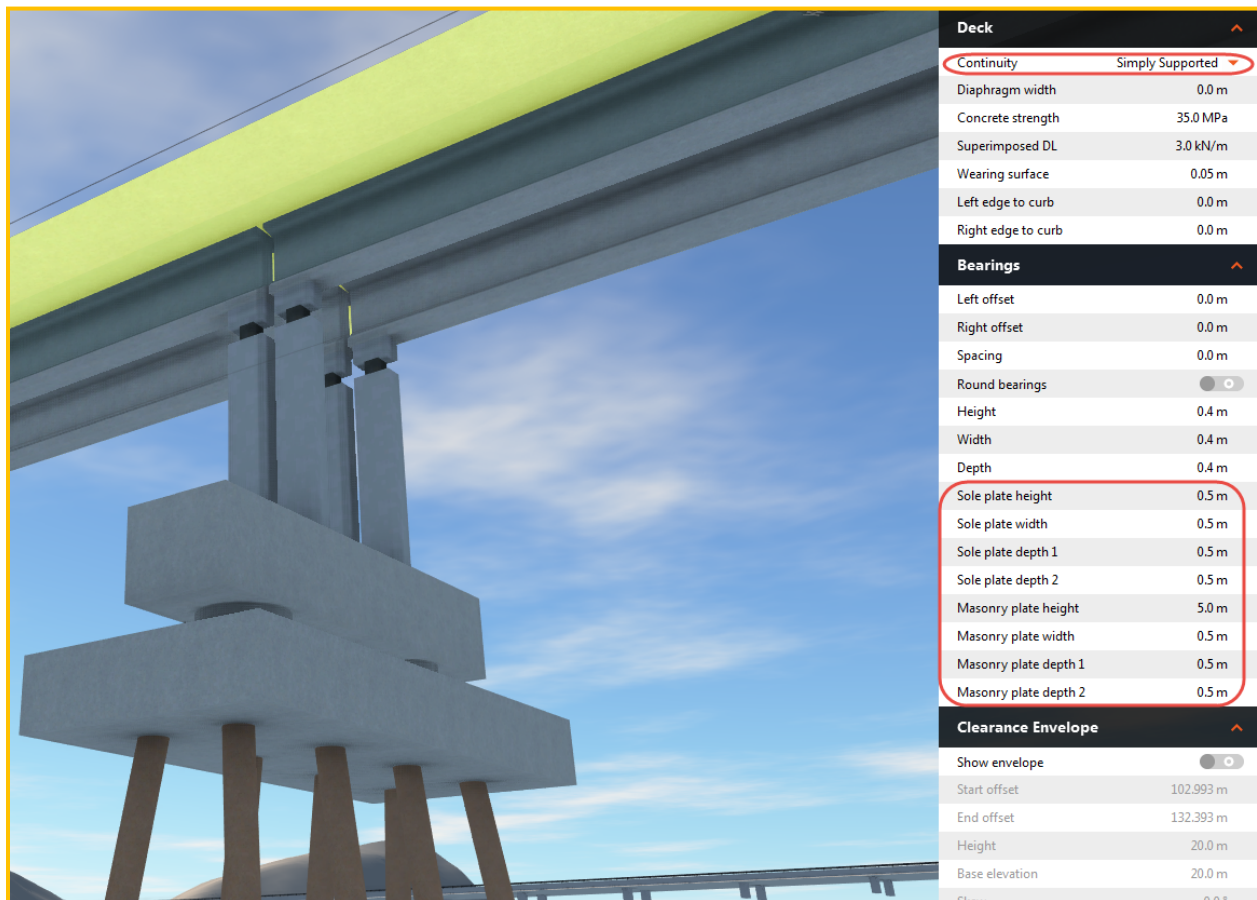 Deck
Continuity Simply Supported
Diaphragm width 0.0 m
Concrete strength 35.0 MPa
Superimposed DL 3.0 kN/m
Wearing surface 0.05 m
Left edge to curb 0.0 m
Right edge to curb 0.0 m
Bearings
Left offset 0.0 m
Right offset 0.0 m
Spacing 0.0 m
Round bearings
Height 0.4 m
Width 0.4 m
Depth 0.4 m
Sole plate height 0.5 m
Sole plate width 0.5 m
Sole plate depth 1 0.5 m
Sole plate depth 2 0.5 m
Masonry plate height 5.0 m
Masonry plate width 0.5 m
Masonry plate depth 1 0.5 m
Masonry plate depth 2 0.5 m
Clearance Envelope
Show envelope
Start offset 102.993 m
End offset 132.393 m
Height 20.0 m
Base elevation 20.0 m